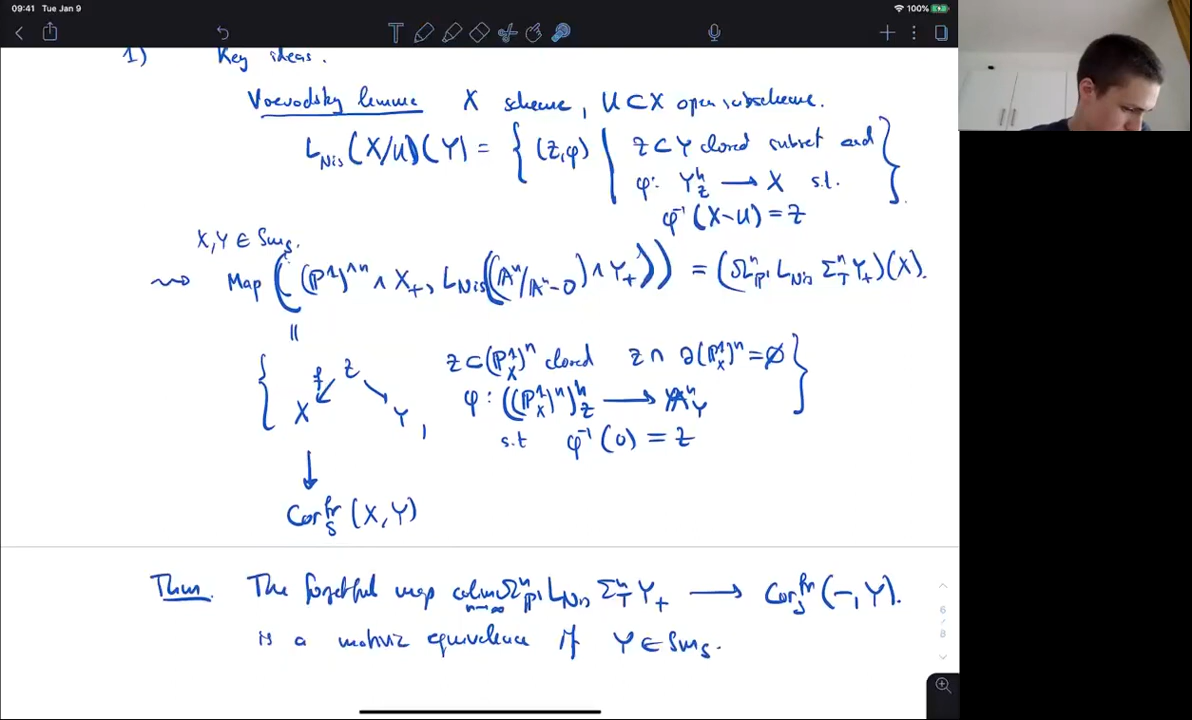 09:41 Tue Jan 9
100%
1) Key ideas.
Voevodsky lemma X scheme, U ⊂ X open subscheme.
L_Nis (X/U)(Y) = { (Z,φ) | Z ⊂ Y closed subset and
φ: Y_Z^h → X s.t.
φ^{-1}(X-U) = Z }.
X, Y ∈ Sm_S.
⇝ Map ((P^1)^{∧n} ∧ X_+, L_Nis((A^n/A^n-0) ∧ Y_+)) = (Ω^n_{P^1} L_Nis Σ^n_T Y_+)(X).
||
{ Z Z ⊂ (P^1_X)^n closed Z ∩ ∂(P^1_X)^n = ∅ }
f
X Y, φ: ((P^1_X)^n)^h_Z → A^n_Y
s.t φ^{-1}(0) = Z
↓
Cor^fr_S (X,Y)
Thm. The forgetful map colim_{n→∞} Ω^n_{P^1} L_Nis Σ^n_T Y_+ → Cor^fr_S (-,Y).
is a motivic equivalence if Y ∈ Sm_S.
6
/
8